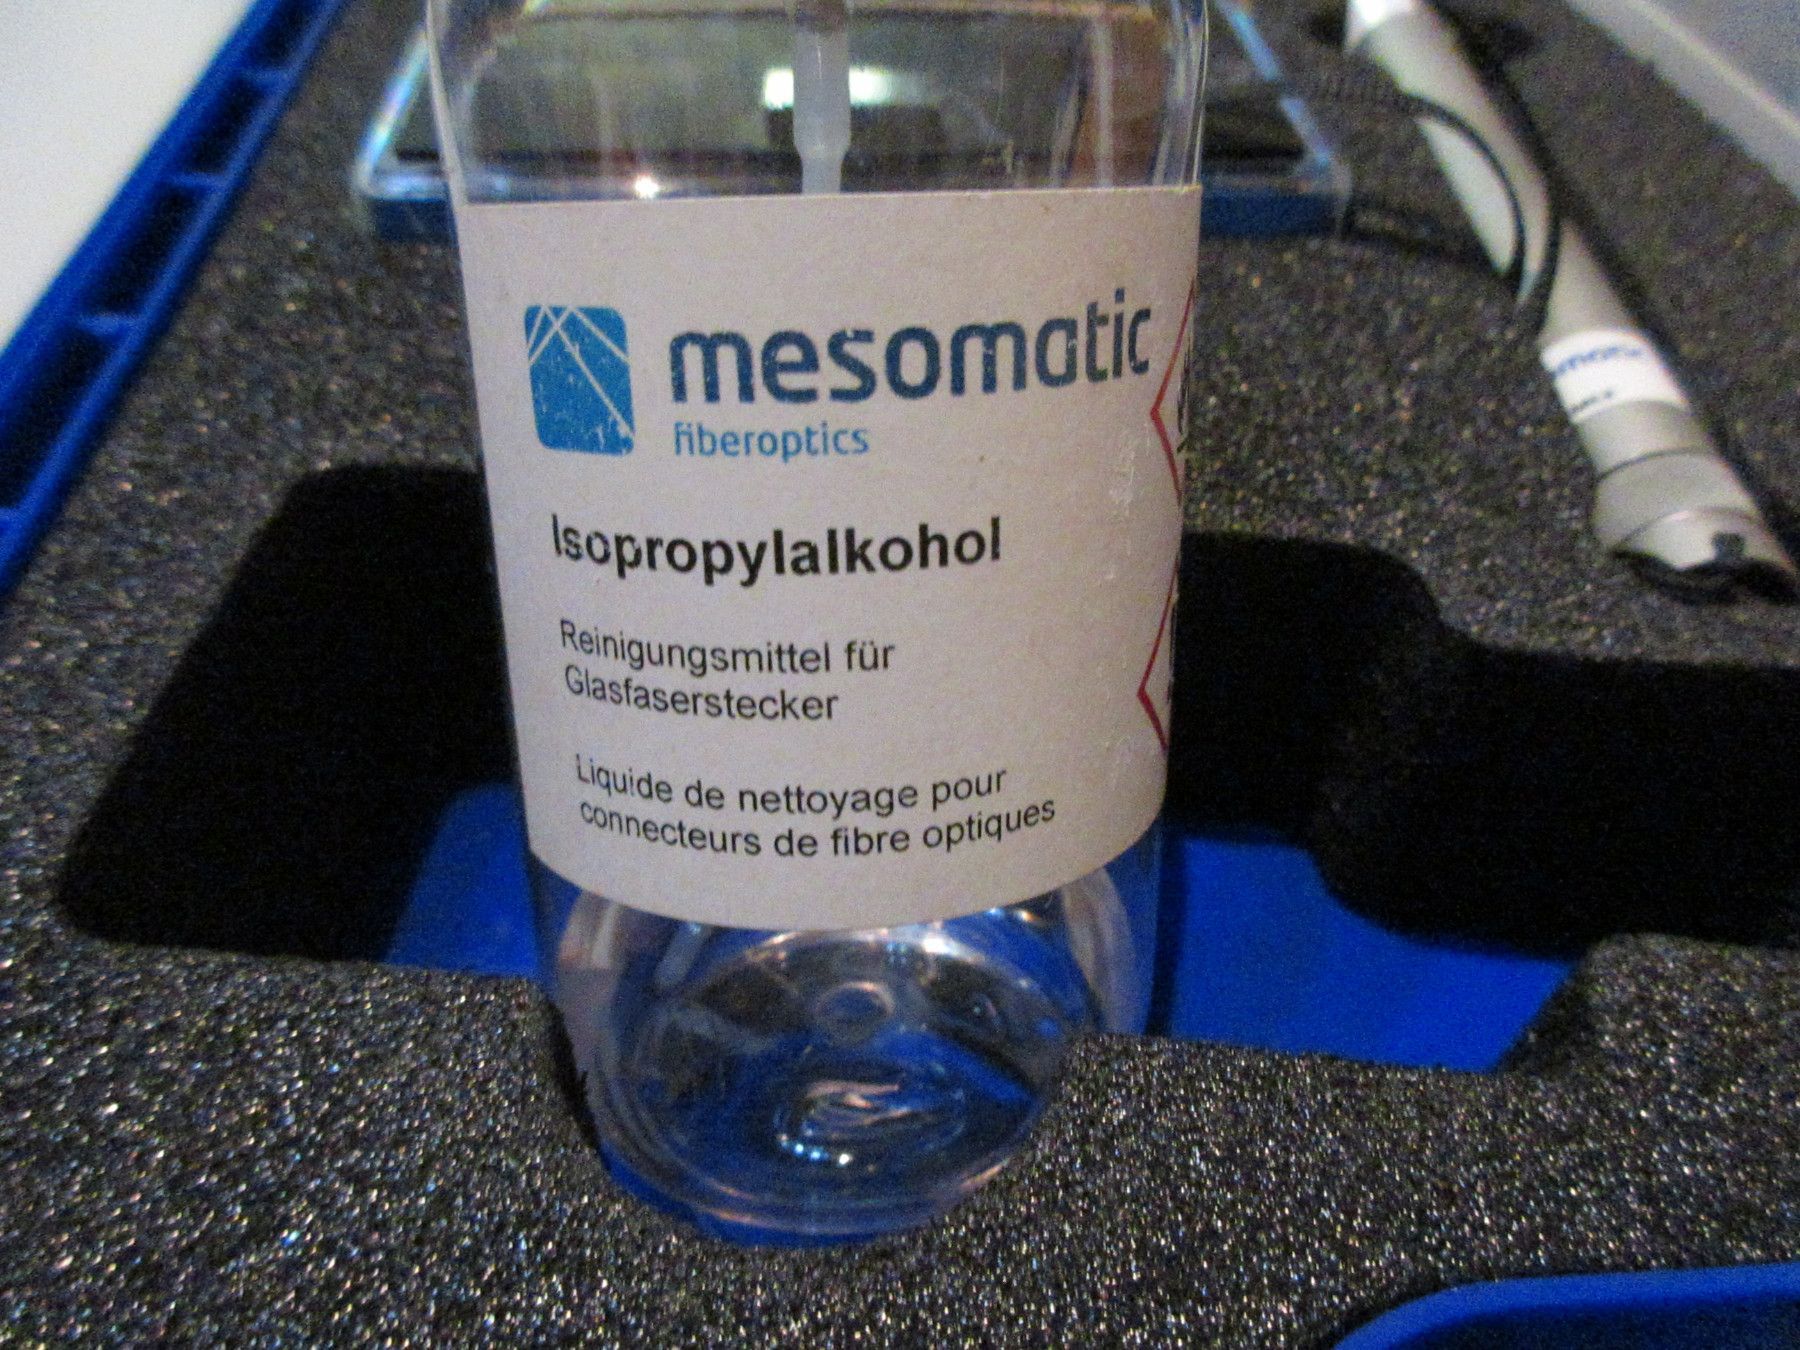 mesomatic
fiberoptics
Isopropylalkohol
Reinigungsmittel für
Glasfaserstecker
Liquide de nettoyage pour
connecteurs de fibre optiques